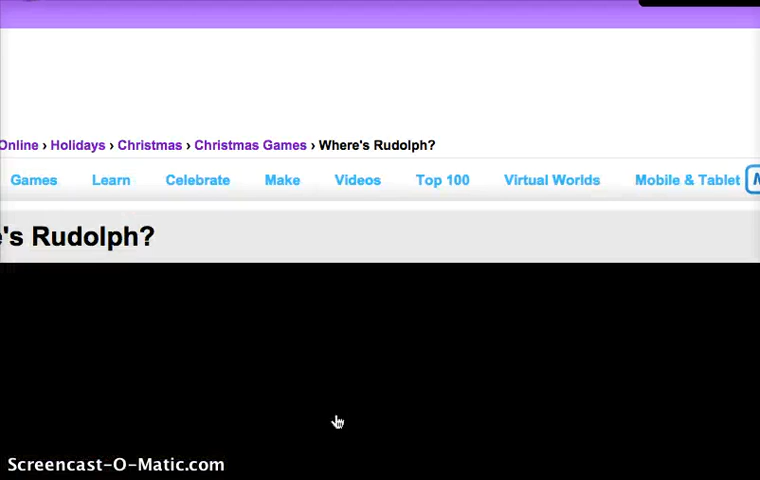 Online › Holidays › Christmas › Christmas Games › Where's Rudolph?
Games Learn Celebrate Make Videos Top 100 Virtual Worlds Mobile & Tablet
's Rudolph?
Screencast-O-Matic.com